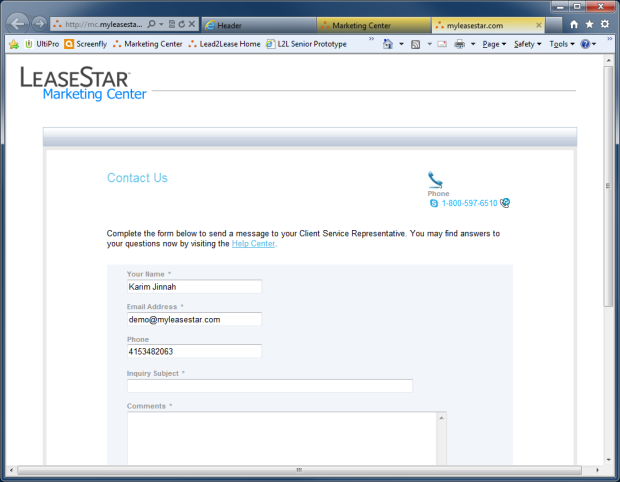 http://mc.myleasesta...
Header
Marketing Center
myleasestar.com
UltiPro
Screenfly
Marketing Center
Lead2Lease Home
L2L Senior Prototype
»
Page
Safety
Tools
»
LEASESTAR™
Marketing Center
Contact Us
Phone
1-800-597-6510
Complete the form below to send a message to your Client Service Representative. You may find answers to
your questions now by visiting the Help Center.
Your Name *
Karim Jinnah
Email Address *
demo@myleasestar.com
Phone
4153482063
Inquiry Subject *
Comments *